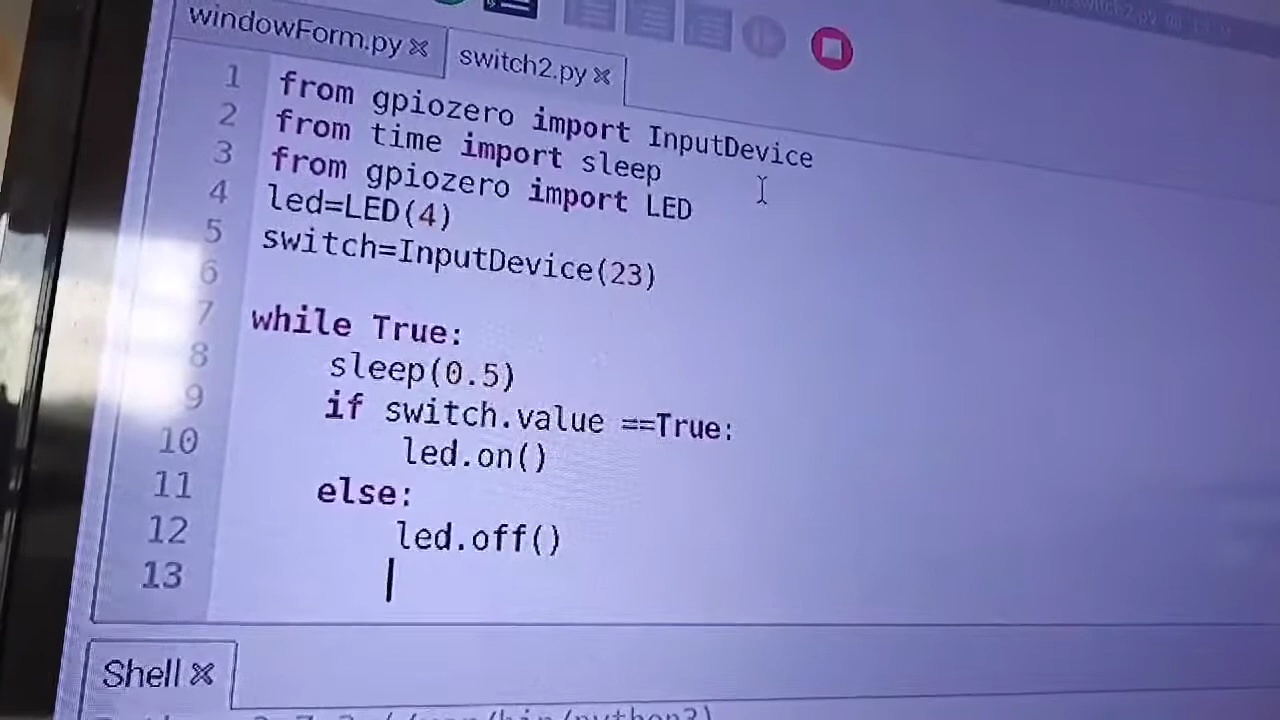 windowForm.py ×
switch2.py ×
1 from gpiozero import InputDevice
2 from time import sleep
3 from gpiozero import LED
4 led=LED(4)
5 switch=InputDevice(23)
6
7 while True:
8 sleep(0.5)
9 if switch.value ==True:
10 led.on()
11 else:
12 led.off()
13
Shell ×